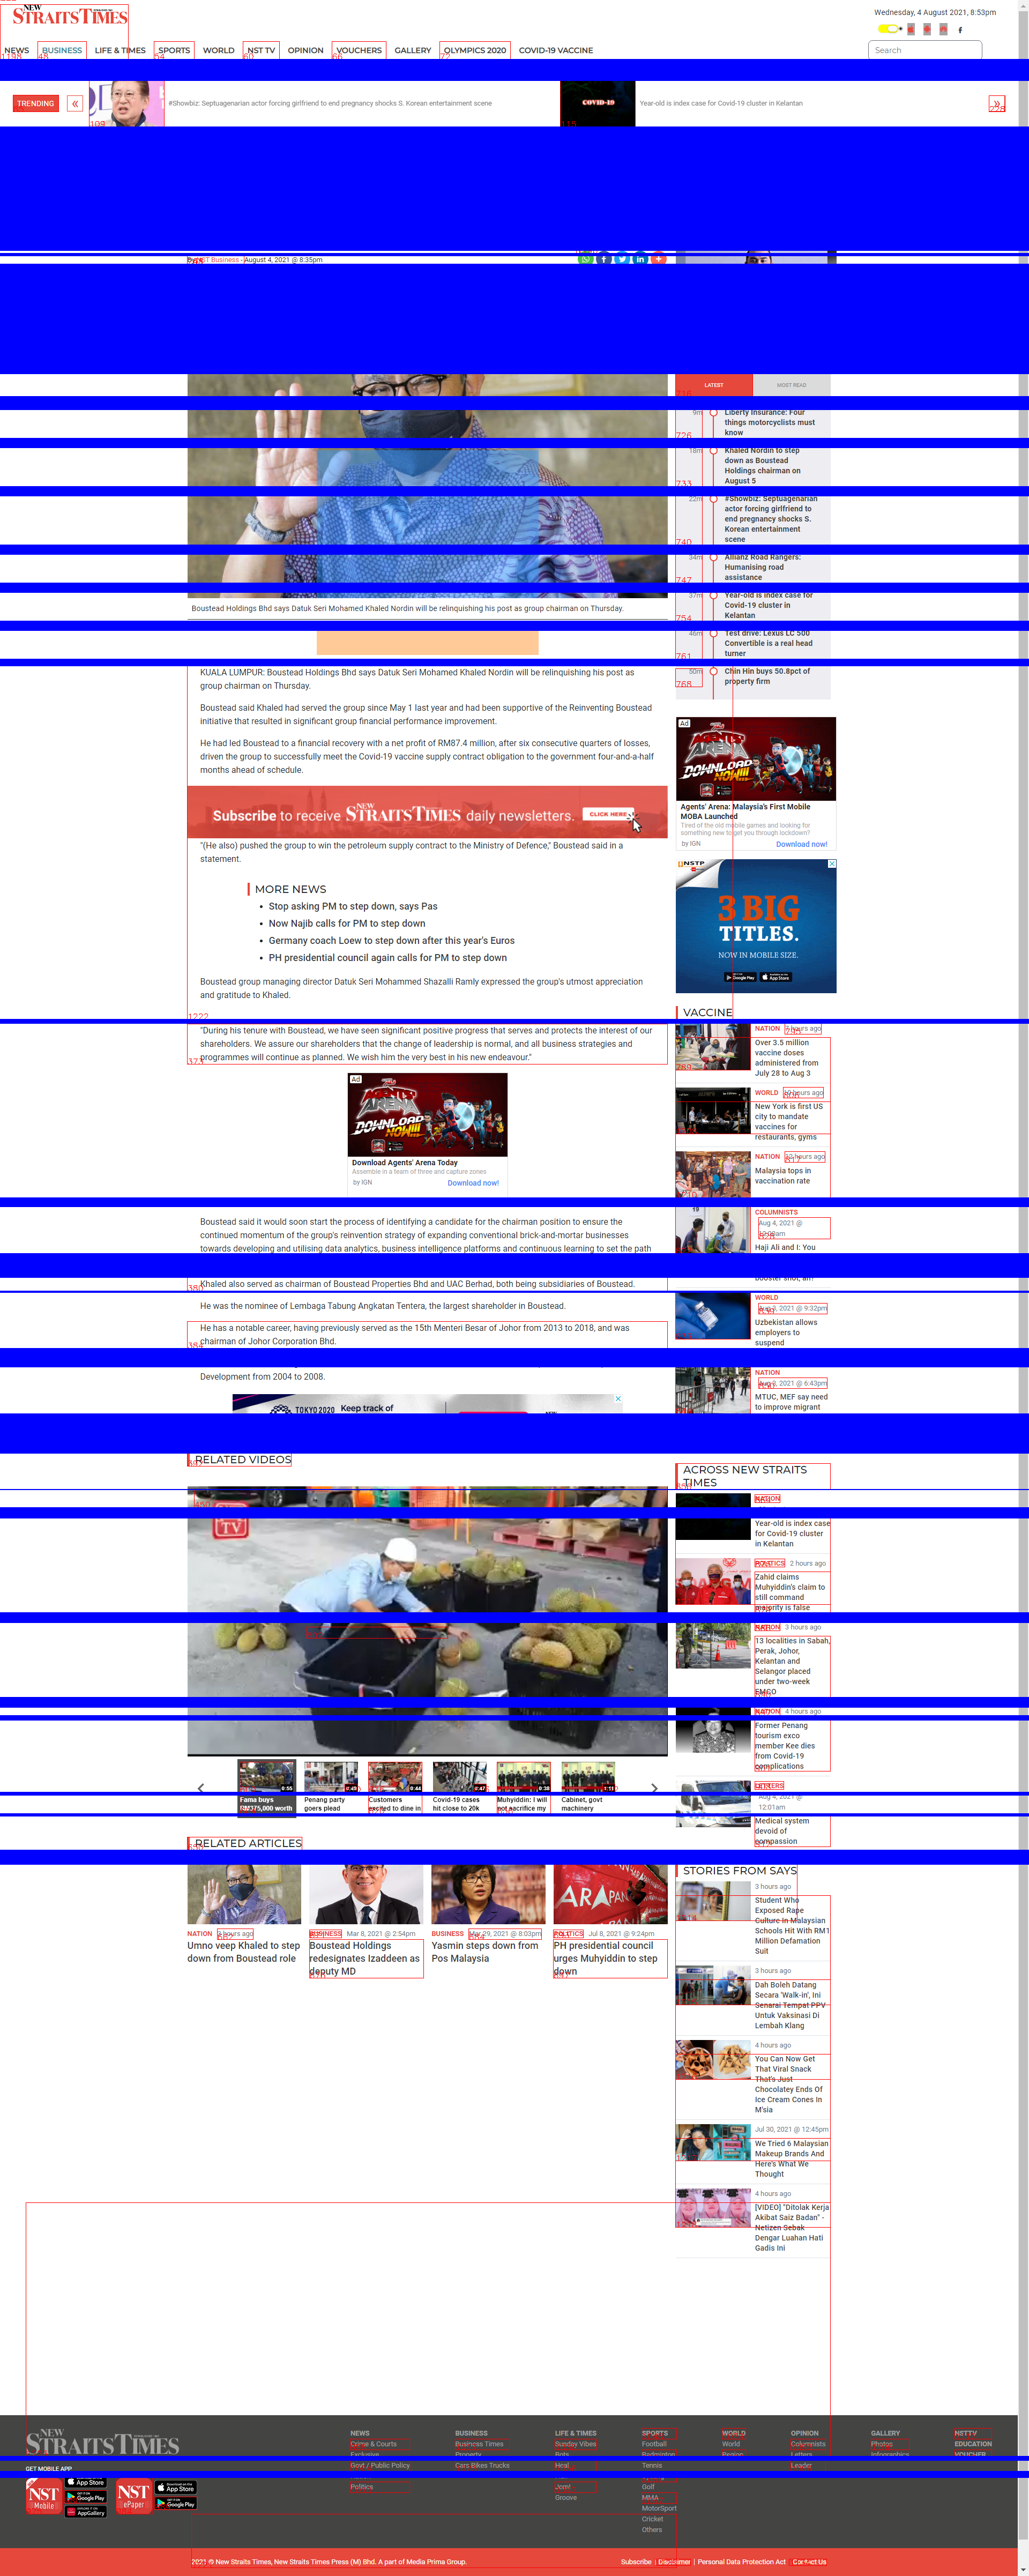 NEW
STRAITS TIMES
Wednesday, 4 August 2021, 8:53pm
NEWS BUSINESS LIFE & TIMES SPORTS WORLD NST TV OPINION VOUCHERS GALLERY OLYMPICS 2020 COVID-19 VACCINE
Search
TRENDING
#Showbiz: Septuagenarian actor forcing girlfriend to end pregnancy shocks S. Korean entertainment scene
COVID-19
Year-old is index case for Covid-19 cluster in Kelantan
NST Business - August 4, 2021 @ 8:35pm
LATEST
MOST READ
9m
Liberty Insurance: Four
things motorcyclists must
know
18m
Khaled Nordin to step
down as Boustead
Holdings chairman on
August 5
22m
#Showbiz: Septuagenarian
actor forcing girlfriend to
end pregnancy shocks S.
Korean entertainment
scene
34m
Allianz Road Rangers:
Humanising road
assistance
37m
Year-old is index case for
Covid-19 cluster in
Kelantan
46m
Test drive: Lexus LC 500
Convertible is a real head
turner
50m
Chin Hin buys 50.8pct of
property firm
Boustead Holdings Bhd says Datuk Seri Mohamed Khaled Nordin will be relinquishing his post as group chairman on Thursday.
KUALA LUMPUR: Boustead Holdings Bhd says Datuk Seri Mohamed Khaled Nordin will be relinquishing his post as
group chairman on Thursday.
Boustead said Khaled had served the group since May 1 last year and had been supportive of the Reinventing Boustead
initiative that resulted in significant group financial performance improvement.
He had led Boustead to a financial recovery with a net profit of RM87.4 million, after six consecutive quarters of losses,
driven the group to successfully meet the Covid-19 vaccine supply contract obligation to the government four-and-a-half
months ahead of schedule.
Subscribe to receive NEW STRAITS TIMES daily newsletters. CLICK HERE
"(He also) pushed the group to win the petroleum supply contract to the Ministry of Defence," Boustead said in a
statement.
MORE NEWS
Stop asking PM to step down, says Pas
Now Najib calls for PM to step down
Germany coach Loew to step down after this year's Euros
PH presidential council again calls for PM to step down
Boustead group managing director Datuk Seri Mohammed Shazalli Ramly expressed the group's utmost appreciation
and gratitude to Khaled.
"During his tenure with Boustead, we have seen significant positive progress that serves and protects the interest of our
shareholders. We assure our shareholders that the change of leadership is normal, and all business strategies and
programmes will continue as planned. We wish him the very best in his new endeavour."
Ad
AGENTS ARENA
DOWNLOAD NOW!!!
Download Agents' Arena Today
Assemble in a team of three and capture zones
by IGN
Download now!
Boustead said it would soon start the process of identifying a candidate for the chairman position to ensure the
continued momentum of the group's reinvention strategy of expanding conventional brick-and-mortar businesses
towards developing and utilising data analytics, business intelligence platforms and continuous learning to set the path
Khaled also served as chairman of Boustead Properties Bhd and UAC Berhad, both being subsidiaries of Boustead.
He was the nominee of Lembaga Tabung Angkatan Tentera, the largest shareholder in Boustead.
He has a notable career, having previously served as the 15th Menteri Besar of Johor from 2013 to 2018, and was
chairman of Johor Corporation Bhd.
Development from 2004 to 2008.
TOKYO 2020 Keep track of
Ad
AGENTS ARENA
DOWNLOAD NOW!!!
Agents' Arena: Malaysia's First Mobile
MOBA Launched
Tired of the old mobile games and looking for
something new to get you through lockdown?
by IGN
Download now!
NSTP
3 BIG
TITLES.
NOW IN MOBILE SIZE.
Google Play App Store
VACCINE
NATION hours ago
Over 3.5 million
vaccine doses
administered from
July 28 to Aug 3
WORLD hours ago
New York is first US
city to mandate
vaccines for
restaurants, gyms
NATION hours ago
Malaysia tops in
vaccination rate
COLUMNISTS
Aug 4, 2021 @
Haji Ali and I: You
WORLD
Aug 3, 2021 @ 9:32pm
Uzbekistan allows
employers to
suspend
NATION
Aug 3, 2021 @ 6:43pm
MTUC, MEF say need
to improve migrant
RELATED VIDEOS
TV
0:55
Fama buys
RM375,000 worth
0:49
Penang party
goers plead
0:44
Customers
excited to dine in
0:47
Covid-19 cases
hit close to 20k
0:38
Muhyiddin: I will
not sacrifice my
1:11
Cabinet, govt
machinery
ACROSS NEW STRAITS
TIMES
NATION
Year-old is index case
for Covid-19 cluster
in Kelantan
POLITICS 2 hours ago
Zahid claims
Muhyiddin's claim to
still command
majority is false
NATION 3 hours ago
13 localities in Sabah,
Perak, Johor,
Kelantan and
Selangor placed
under two-week
EMCO
NATION 4 hours ago
Former Penang
tourism exco
member Kee dies
from Covid-19
complications
LETTERS
Aug 4, 2021 @
12:01am
Medical system
devoid of
compassion
RELATED ARTICLES
NATION hours ago
Umno veep Khaled to step
down from Boustead role
BUSINESS Mar 8, 2021 @ 2:54pm
Boustead Holdings
redesignates Izaddeen as
deputy MD
BUSINESS Mar 29, 2021 @ 8:03pm
Yasmin steps down from
Pos Malaysia
POLITICS Jul 8, 2021 @ 9:24pm
PH presidential council
urges Muhyiddin to step
down
STORIES FROM SAYS
3 hours ago
Student Who
Exposed Rape
Culture In Malaysian
Schools Hit With RM1
Million Defamation
Suit
3 hours ago
Dah Boleh Datang
Secara 'Walk-in', Ini
Senarai Tempat PPV
Untuk Vaksinasi Di
Lembah Klang
4 hours ago
You Can Now Get
That Viral Snack
That's Just
Chocolatey Ends Of
Ice Cream Cones In
M'sia
Jul 30, 2021 @ 12:45pm
We Tried 6 Malaysian
Makeup Brands And
Here's What We
Thought
4 hours ago
[VIDEO] "Ditolak Kerja
Akibat Saiz Badan" -
Netizen Sebak
Dengar Luahan Hati
Gadis Ini
NEW
STRAITS TIMES
GET MOBILE APP
NST Mobile
App Store
Google Play
AppGallery
NST ePaper
App Store
Google Play
NEWS
Crime & Courts
Exclusive
Govt / Public Policy
Politics
BUSINESS
Business Times
Property
Cars Bikes Trucks
LIFE & TIMES
Sunday Vibes
Bots
Heal
Jom!
Groove
SPORTS
Football
Badminton
Tennis
Golf
MMA
MotorSport
Cricket
Others
WORLD
World
Region
OPINION
Columnists
Letters
Leader
GALLERY
Photos
Infographics
NSTTV
EDUCATION
VOUCHER
2021 © New Straits Times, New Straits Times Press (M) Bhd. A part of Media Prima Group.
Subscribe | Disclaimer | Personal Data Protection Act Contact Us